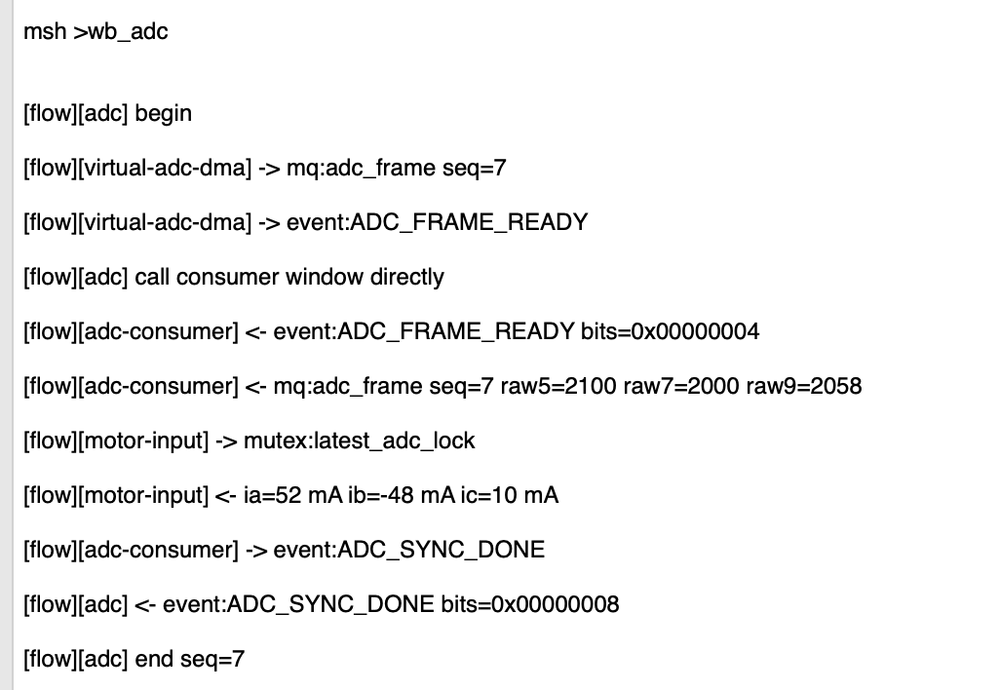 msh >wb_adc
[flow][adc] begin
[flow][virtual-adc-dma] -> mq:adc_frame seq=7
[flow][virtual-adc-dma] -> event:ADC_FRAME_READY
[flow][adc] call consumer window directly
[flow][adc-consumer] <- event:ADC_FRAME_READY bits=0x00000004
[flow][adc-consumer] <- mq:adc_frame seq=7 raw5=2100 raw7=2000 raw9=2058
[flow][motor-input] -> mutex:latest_adc_lock
[flow][motor-input] <- ia=52 mA ib=-48 mA ic=10 mA
[flow][adc-consumer] -> event:ADC_SYNC_DONE
[flow][adc] <- event:ADC_SYNC_DONE bits=0x00000008
[flow][adc] end seq=7